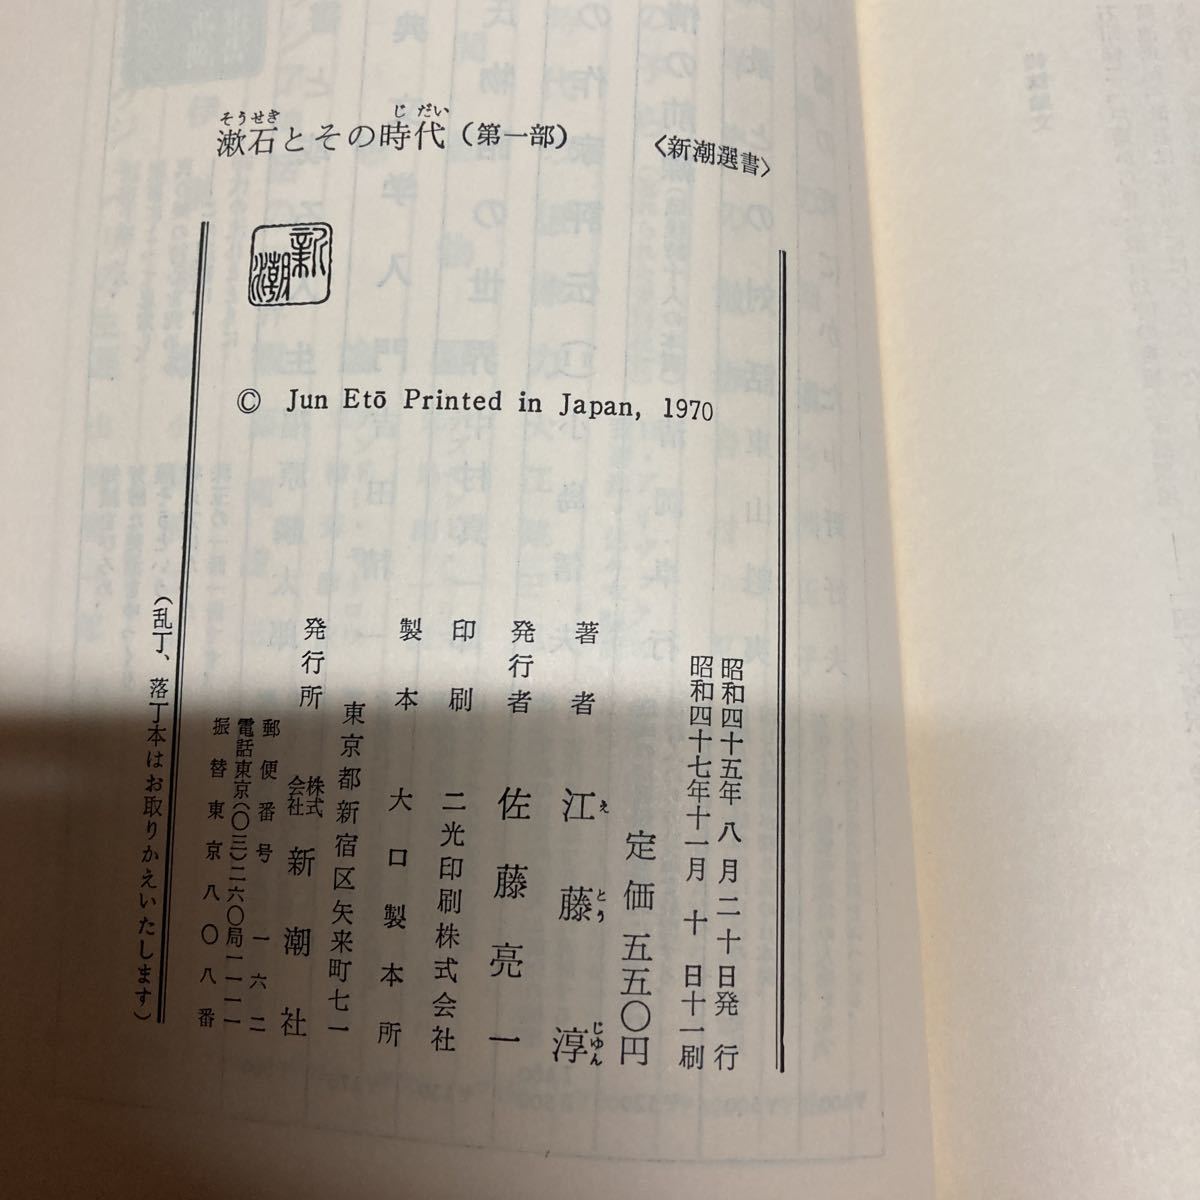 漱石とその時代（第一部）
〈新潮選書〉
新潮
© Jun Etō Printed in Japan, 1970
昭和四十五年 八 月二十日発 行
昭和四十七年十一月 十 日十一刷
定 価 五五〇円
著 者 江 藤 淳
発行者 佐 藤 亮 一
印 刷 二光印刷株式会社
製 本 大 口 製 本 所
東京都新宿区矢来町七一
発行所 株式会社 新 潮 社
郵 便 番 号 一 六 二
電話東京(〇三)二六〇局一一一一
振 替 東 京 八 〇 八 番
(乱丁、落丁本はお取りかえいたします)